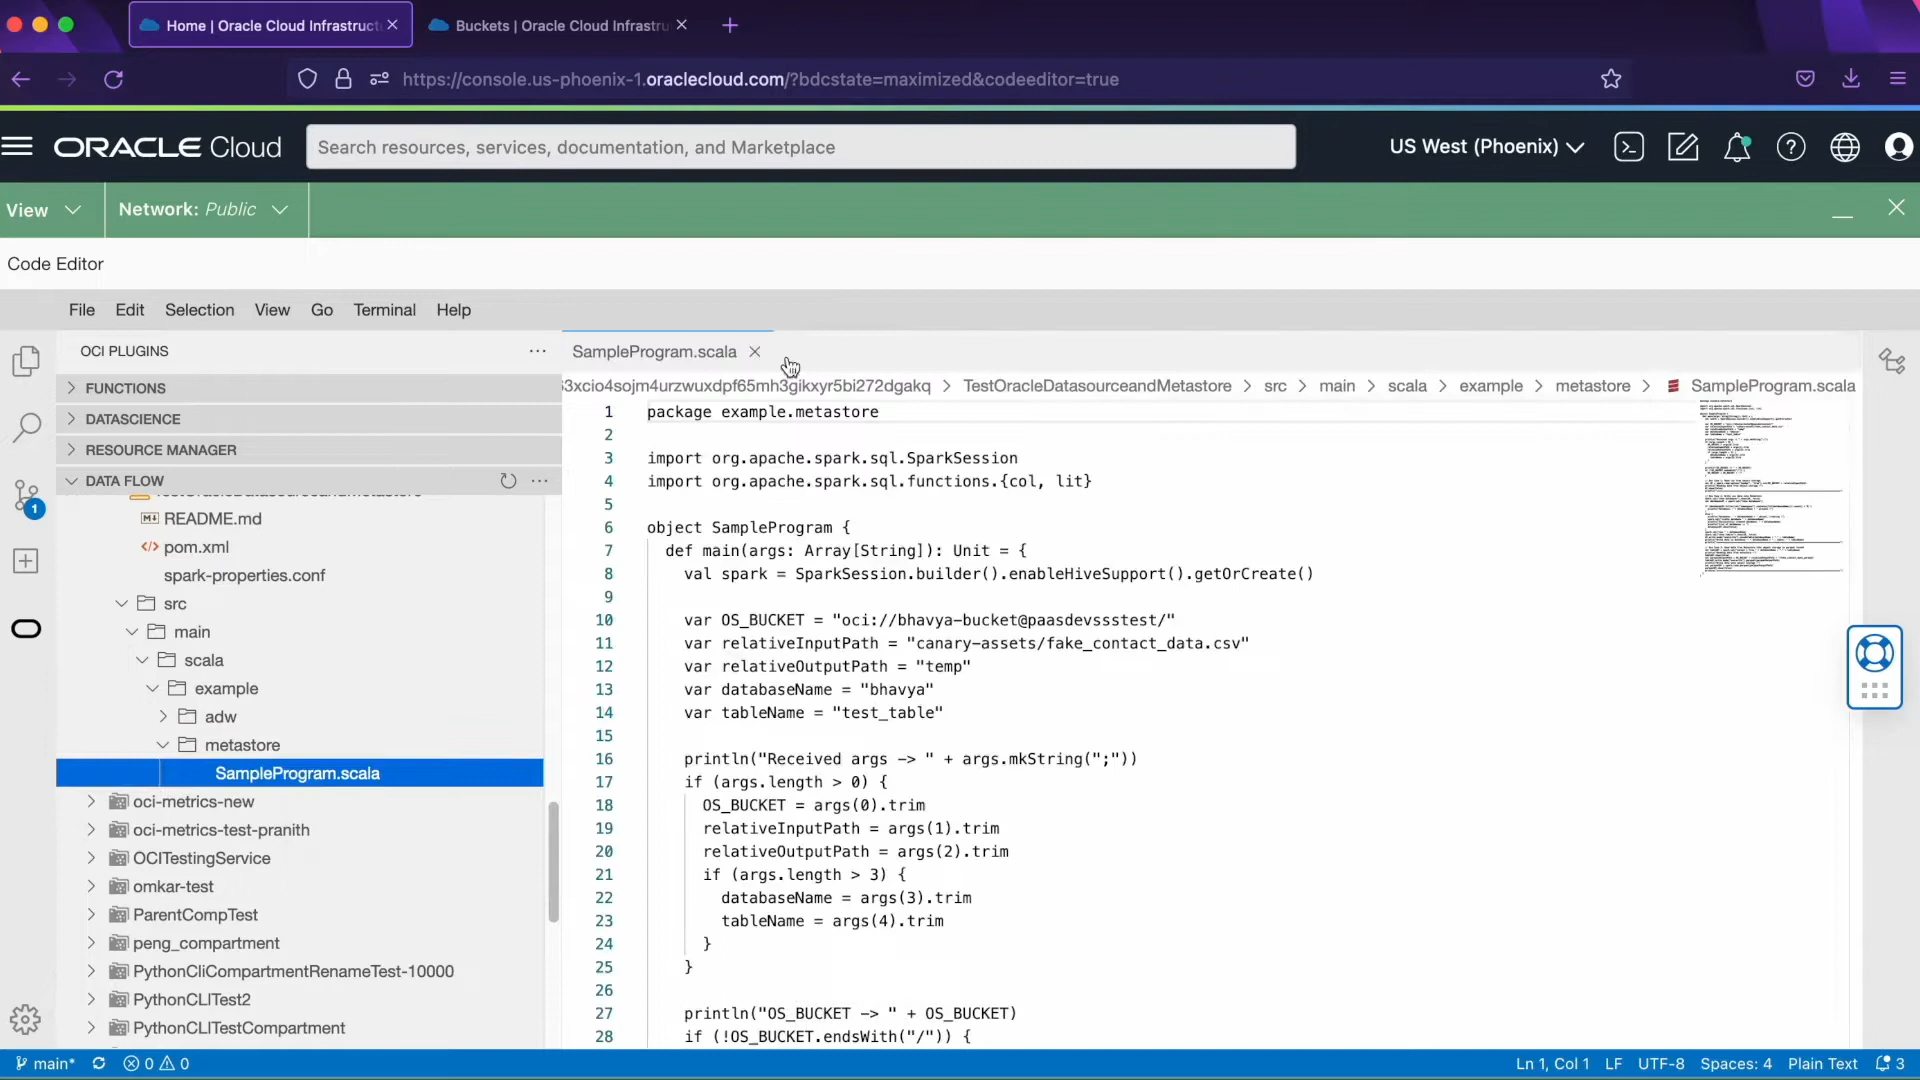 Home | Oracle Cloud Infrastruct
Buckets | Oracle Cloud Infrastru
https://console.us-phoenix-1.oraclecloud.com/?bdcstate=maximized&codeeditor=true
ORACLE Cloud
Search resources, services, documentation, and Marketplace
US West (Phoenix)
View
Network: Public
Code Editor
File Edit Selection View Go Terminal Help
OCI PLUGINS
FUNCTIONS
DATASCIENCE
RESOURCE MANAGER
DATA FLOW
README.md
pom.xml
spark-properties.conf
src
main
scala
example
adw
metastore
SampleProgram.scala
oci-metrics-new
oci-metrics-test-pranith
OCITestingService
omkar-test
ParentCompTest
peng_compartment
PythonCliCompartmentRenameTest-10000
PythonCLITest2
PythonCLITestCompartment
1
SampleProgram.scala
3xcio4sojm4urzwuxdpf65mh3gikxyr5bi272dgakq > TestOracleDatasourceandMetastore > src > main > scala > example > metastore > SampleProgram.scala
1 package example.metastore
2
3 import org.apache.spark.sql.SparkSession
4 import org.apache.spark.sql.functions.{col, lit}
5
6 object SampleProgram {
7 def main(args: Array[String]): Unit = {
8 val spark = SparkSession.builder().enableHiveSupport().getOrCreate()
9
10 var OS_BUCKET = "oci://bhavya-bucket@paasdevssstest/"
11 var relativeInputPath = "canary-assets/fake_contact_data.csv"
12 var relativeOutputPath = "temp"
13 var databaseName = "bhavya"
14 var tableName = "test_table"
15
16 println("Received args -> " + args.mkString(";"))
17 if (args.length > 0) {
18 OS_BUCKET = args(0).trim
19 relativeInputPath = args(1).trim
20 relativeOutputPath = args(2).trim
21 if (args.length > 3) {
22 databaseName = args(3).trim
23 tableName = args(4).trim
24 }
25 }
26
27 println("OS_BUCKET -> " + OS_BUCKET)
28 if (!OS_BUCKET.endsWith("/")) {
main* 0 0
Ln 1, Col 1 LF UTF-8 Spaces: 4 Plain Text 3